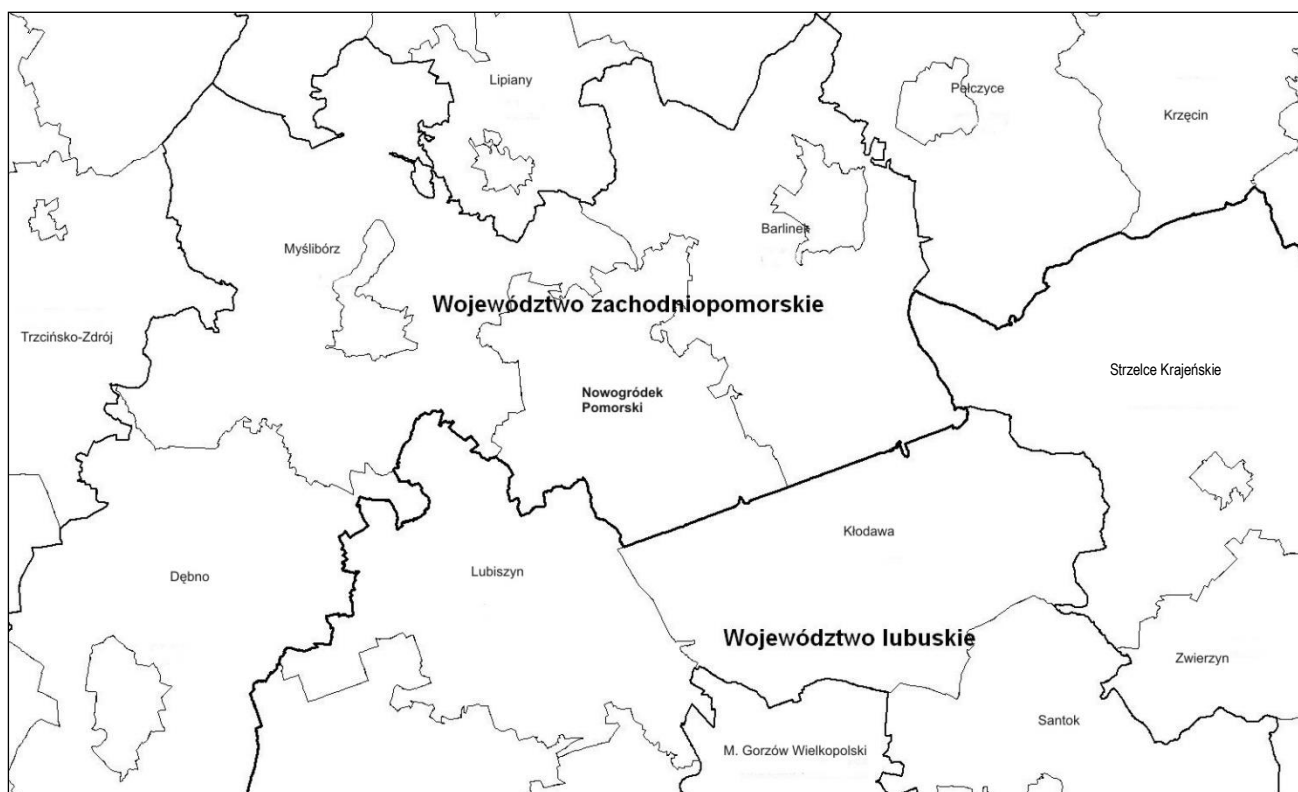 Lipiany
Pełczyce
Krzęcin
Myślibórz
Barlinek
Województwo zachodniopomorskie
Trzcińsko-Zdrój
Strzelce Krajeńskie
Nowogródek
Pomorski
Kłodawa
Lubiszyn
Dębno
Województwo lubuskie
Zwierzyn
Santok
M. Gorzów Wielkopolski